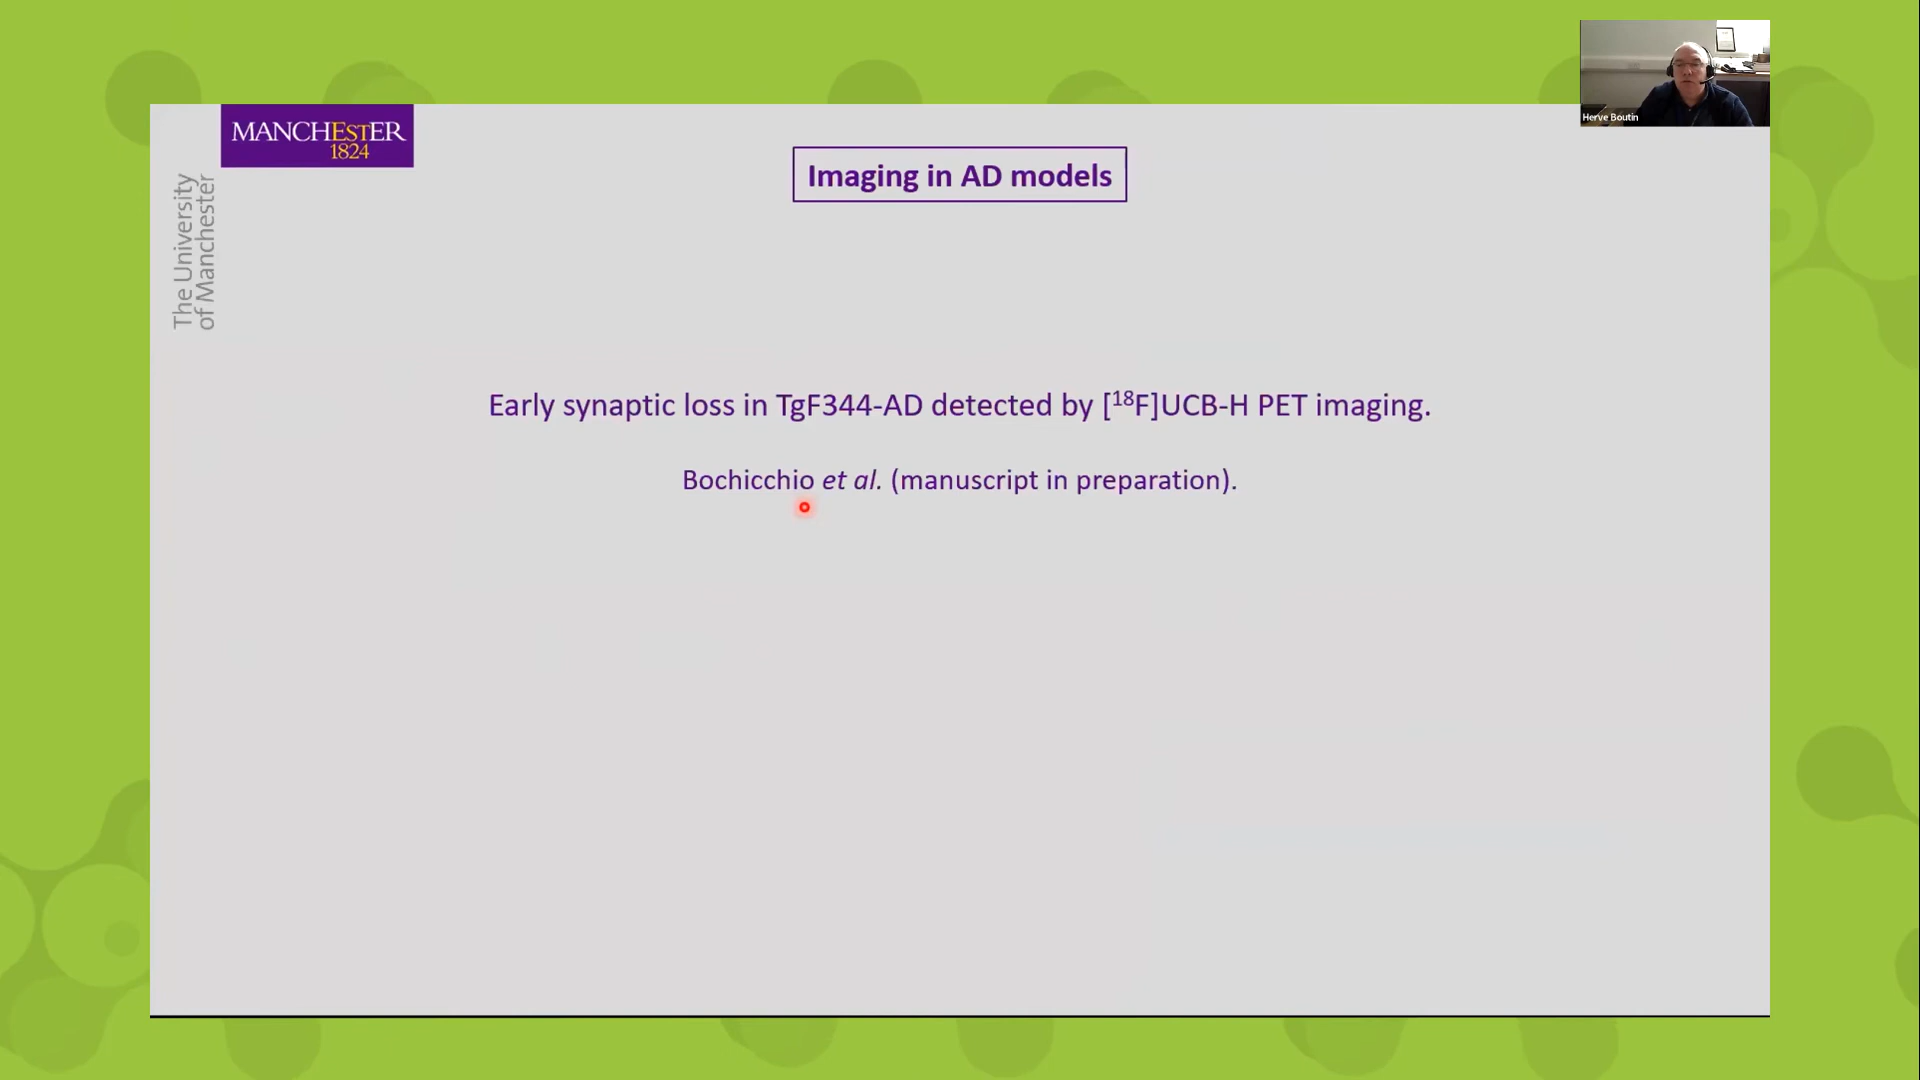 Herve Boutin
MANCHESTER
1824
The University
of Manchester
Imaging in AD models
Early synaptic loss in TgF344-AD detected by [¹⁸F]UCB-H PET imaging.
Bochicchio et al. (manuscript in preparation).